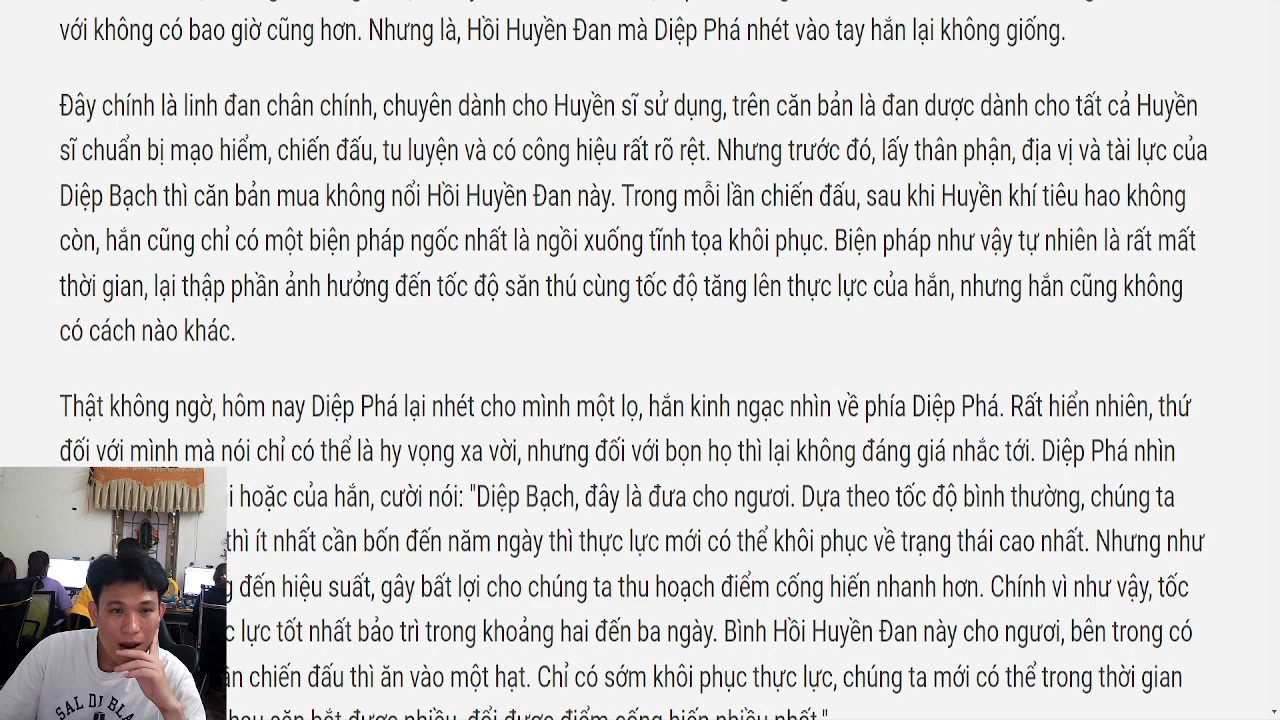 với không có bao giờ cũng hơn. Nhưng là, Hồi Huyền Đan mà Diệp Phá nhét vào tay hắn lại không giống.
Đây chính là linh đan chân chính, chuyên dành cho Huyền sĩ sử dụng, trên căn bản là đan dược dành cho tất cả Huyền
sĩ chuẩn bị mạo hiểm, chiến đấu, tu luyện và có công hiệu rất rõ rệt. Nhưng trước đó, lấy thân phận, địa vị và tài lực của
Diệp Bạch thì căn bản mua không nổi Hồi Huyền Đan này. Trong mỗi lần chiến đấu, sau khi Huyền khí tiêu hao không
còn, hắn cũng chỉ có một biện pháp ngốc nhất là ngồi xuống tĩnh tọa khôi phục. Biện pháp như vậy tự nhiên là rất mất
thời gian, lại thập phần ảnh hưởng đến tốc độ săn thú cùng tốc độ tăng lên thực lực của hắn, nhưng hắn cũng không
có cách nào khác.
Thật không ngờ, hôm nay Diệp Phá lại nhét cho mình một lọ, hắn kinh ngạc nhìn về phía Diệp Phá. Rất hiển nhiên, thứ
đối với mình mà nói chỉ có thể là hy vọng xa vời, nhưng đối với bọn họ thì lại không đáng giá nhắc tới. Diệp Phá nhìn
hoặc của hắn, cười nói: "Diệp Bạch, đây là đưa cho ngươi. Dựa theo tốc độ bình thường, chúng ta
thì ít nhất cần bốn đến năm ngày thì thực lực mới có thể khôi phục về trạng thái cao nhất. Nhưng như
đến hiệu suất, gây bất lợi cho chúng ta thu hoạch điểm cống hiến nhanh hơn. Chính vì như vậy, tốc
lực tốt nhất bảo trì trong khoảng hai đến ba ngày. Bình Hồi Huyền Đan này cho ngươi, bên trong có
chiến đấu thì ăn vào một hạt. Chỉ có sớm khôi phục thực lực, chúng ta mới có thể trong thời gian
săn bắt được nhiều, đổi được điểm cống hiến nhiều nhất."
SAL DE BLA